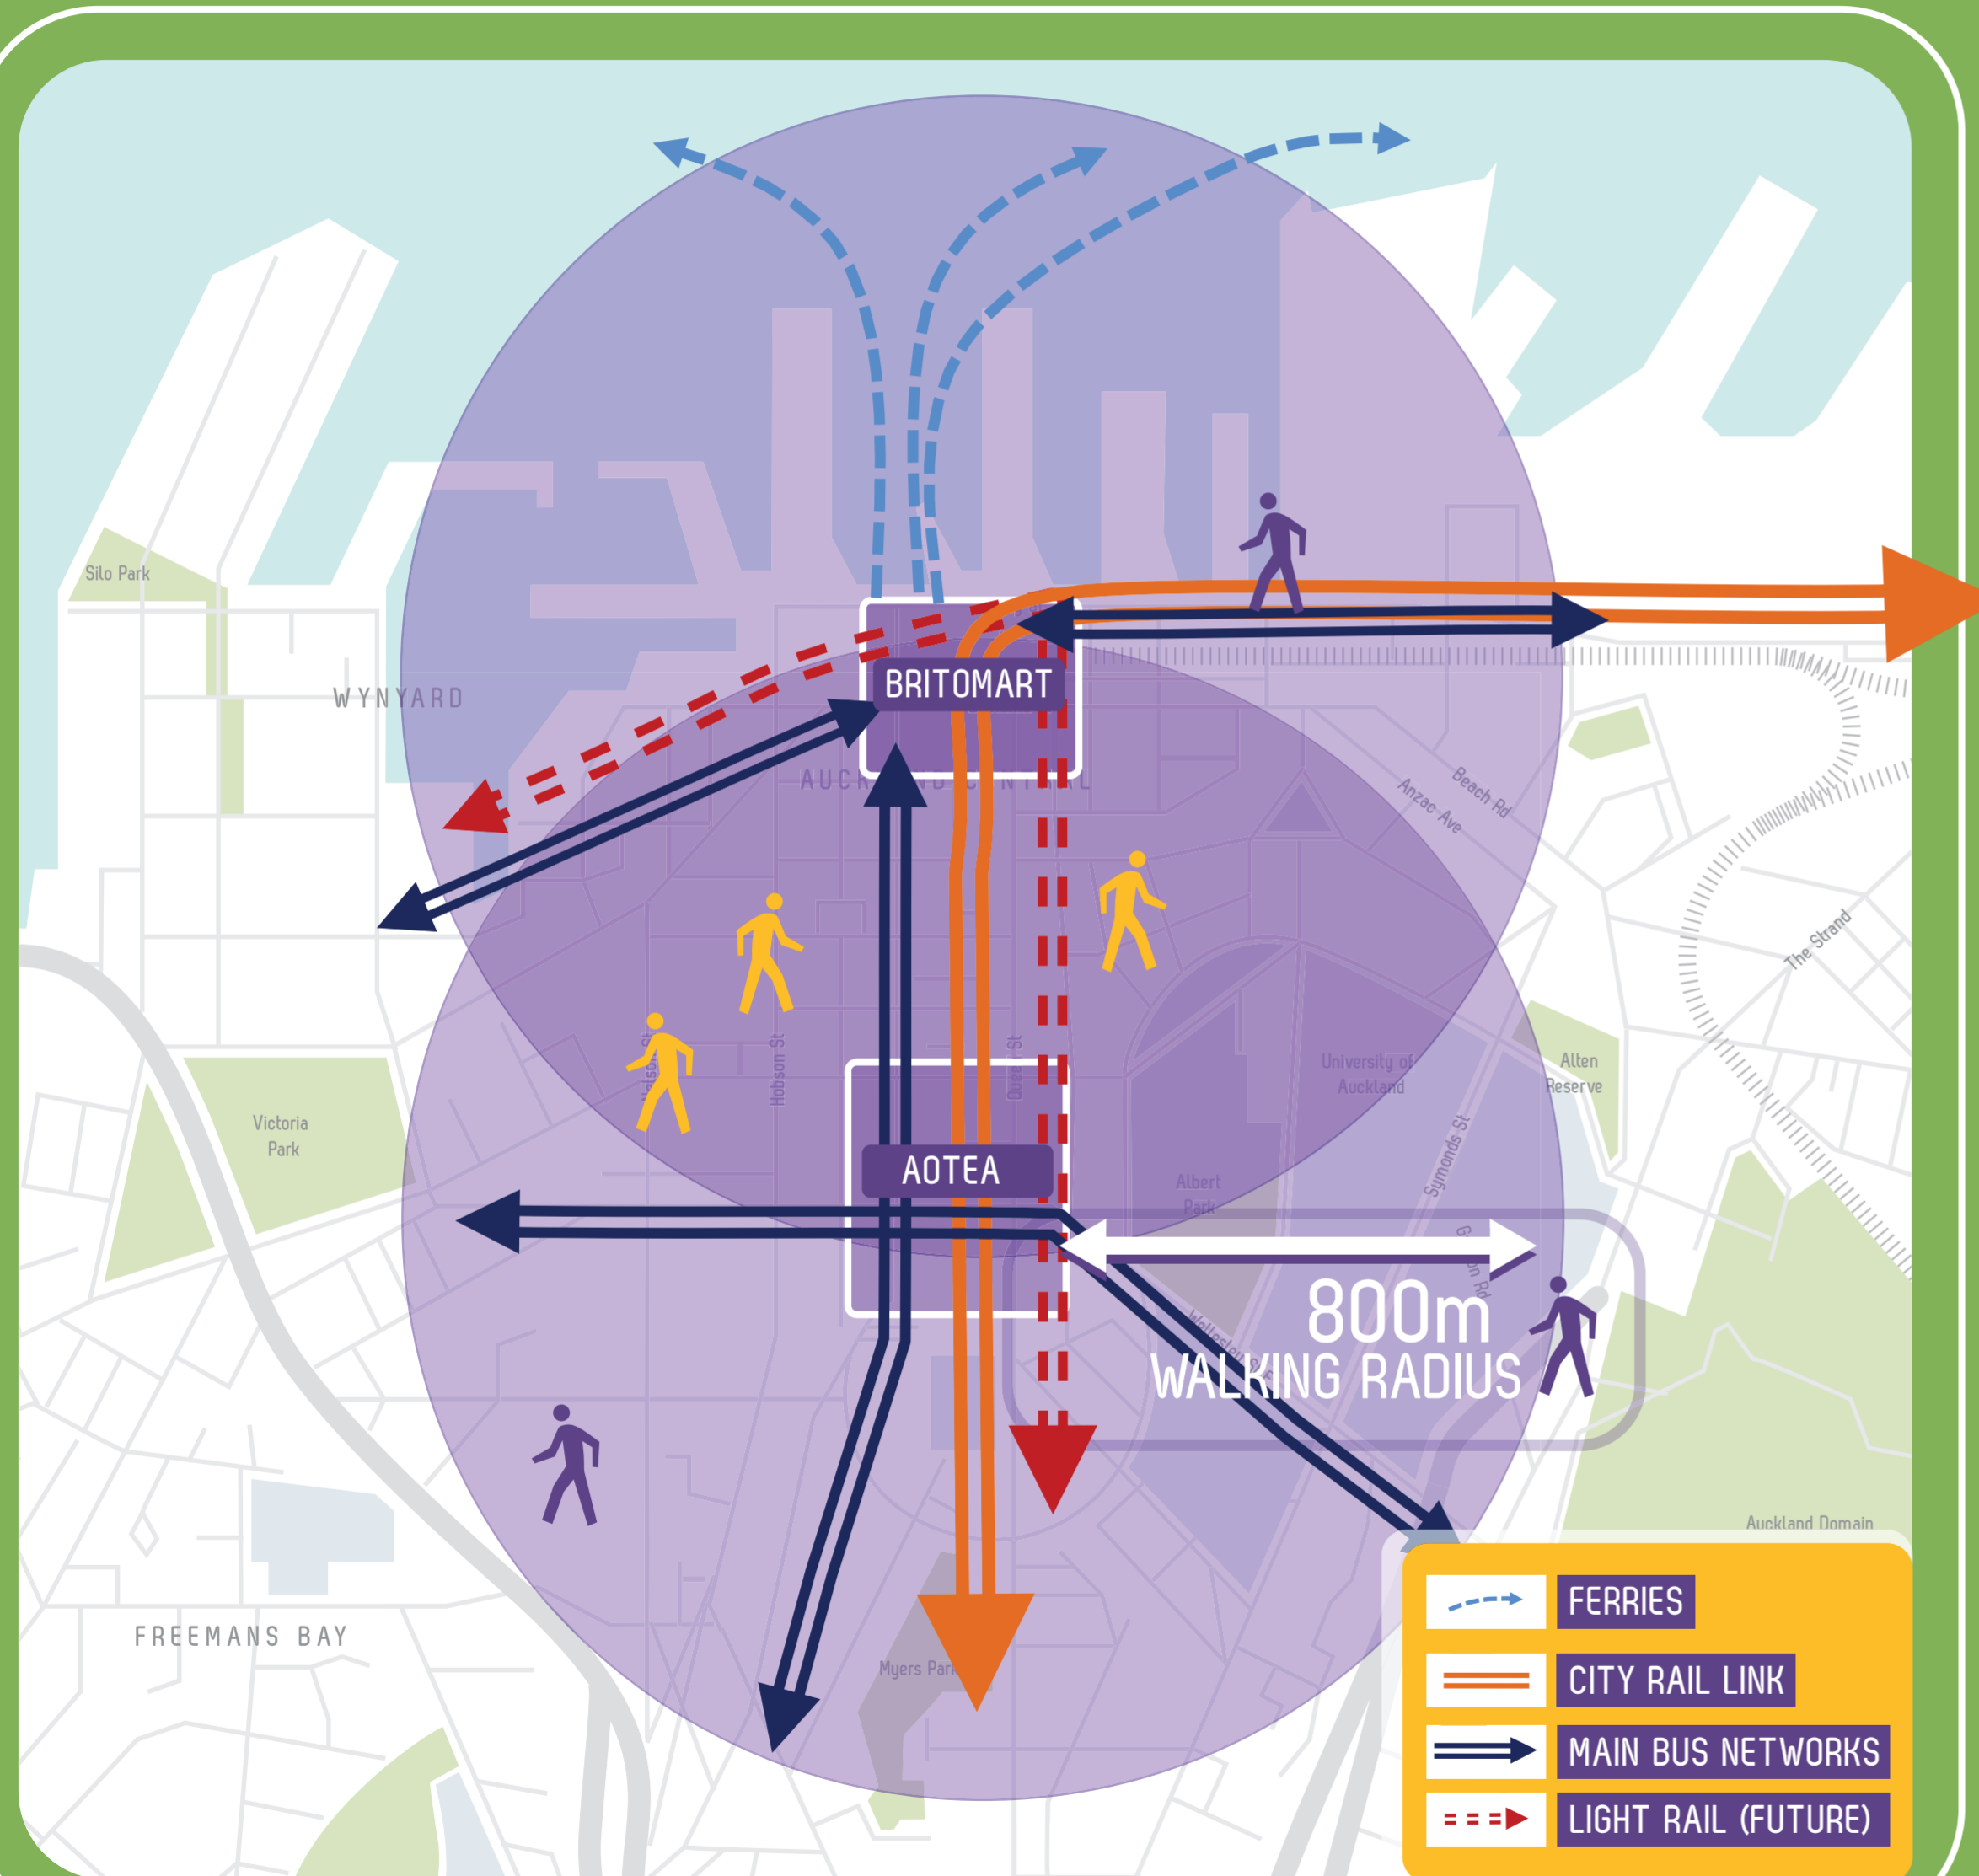 Silo Park
WYNYARD
BRITOMART
Beach Rd
Anzac Ave
The Strand
Hobson St
University of
Auckland
Alten
Reserve
Victoria
Park
AOTEA
Symonds St
Albert
Park
800m
WALKING RADIUS
Auckland Domain
FREEMANS BAY
Myers Park
FERRIES
CITY RAIL LINK
MAIN BUS NETWORKS
LIGHT RAIL (FUTURE)